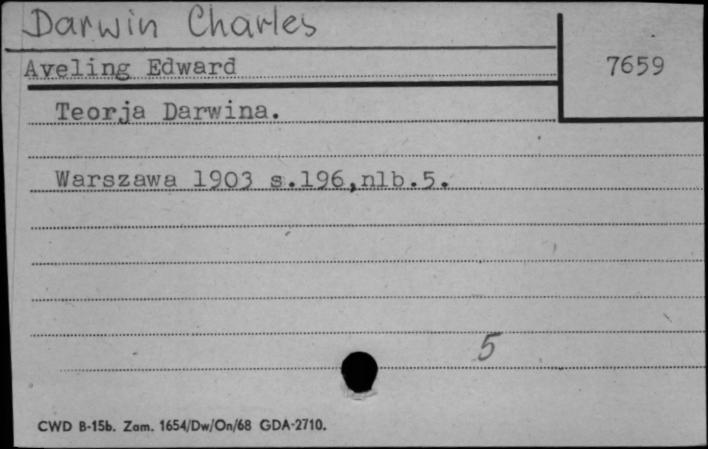 Darwin Charles
Aveling Edward
7659
Teorja Darwina.
Warszawa 1903 s.196,nlb.5.
5
CWD B-15b. Zam. 1654/Dw/On/68 GDA-2710.